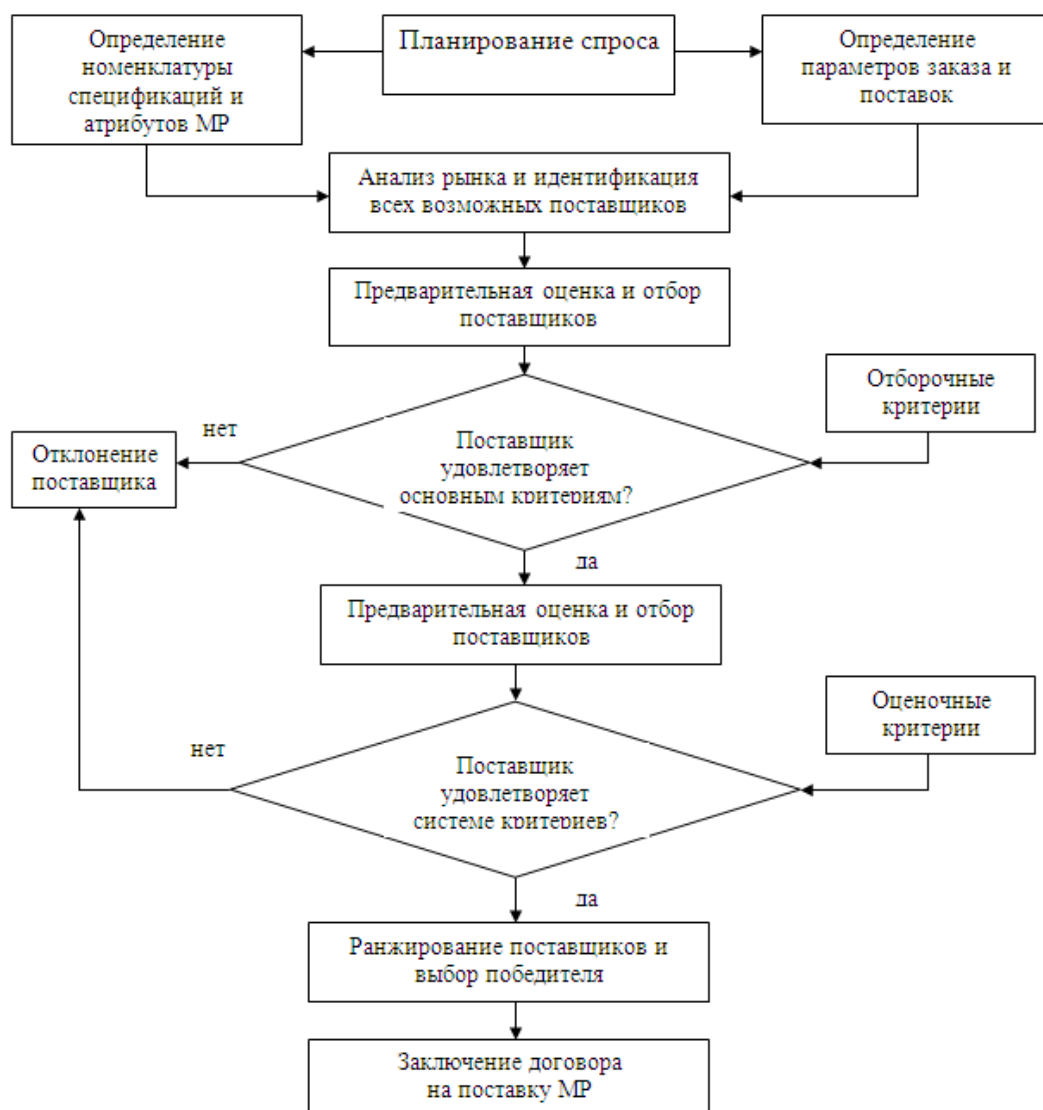 Определение
номенклатуры
спецификаций и
атрибутов МР
Планирование спроса
Определение
параметров заказа и
поставок
Анализ рынка и идентификация
всех возможных поставщиков
Предварительная оценка и отбор
поставщиков
Отборочные
критерии
нет
Поставщик
удовлетворяет
основным критериям?
Отклонение
поставщика
да
Предварительная оценка и отбор
поставщиков
Оценочные
критерии
нет
Поставщик
удовлетворяет
системе критериев?
да
Ранжирование поставщиков и
выбор победителя
Заключение договора
на поставку МР